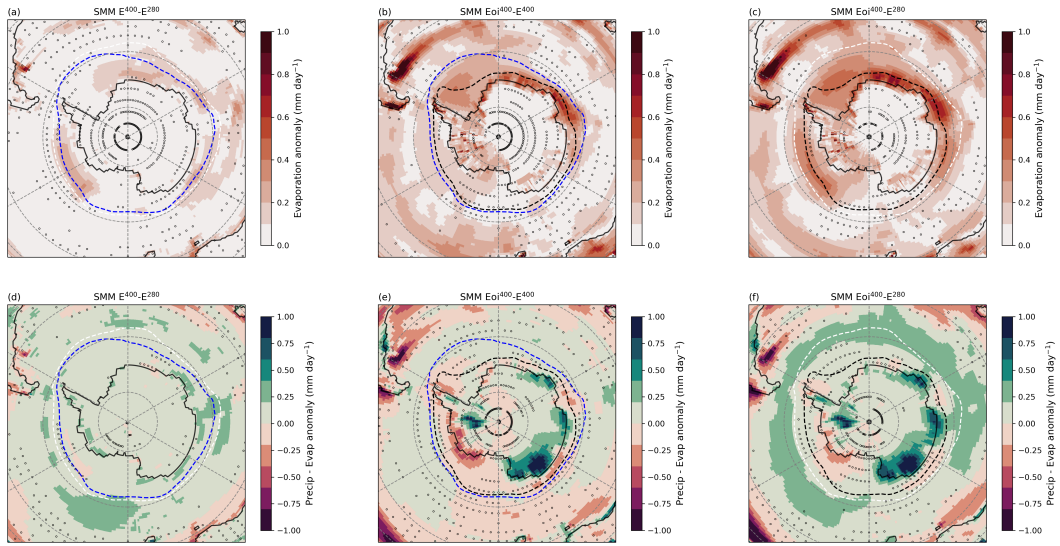 (a)
SMM E⁴⁰⁰-E²⁸⁰
1.0
0.8
0.6
0.4
0.2
0.0
Evaporation anomaly (mm day⁻¹)
(b)
SMM Eoi⁴⁰⁰-E⁴⁰⁰
1.0
0.8
0.6
0.4
0.2
0.0
Evaporation anomaly (mm day⁻¹)
(c)
SMM Eoi⁴⁰⁰-E²⁸⁰
1.0
0.8
0.6
0.4
0.2
0.0
Evaporation anomaly (mm day⁻¹)
(d)
SMM E⁴⁰⁰-E²⁸⁰
1.00
0.75
0.50
0.25
0.00
−0.25
−0.50
−0.75
−1.00
Precip - Evap anomaly (mm day⁻¹)
(e)
SMM Eoi⁴⁰⁰-E⁴⁰⁰
1.00
0.75
0.50
0.25
0.00
−0.25
−0.50
−0.75
−1.00
Precip - Evap anomaly (mm day⁻¹)
(f)
SMM Eoi⁴⁰⁰-E²⁸⁰
1.00
0.75
0.50
0.25
0.00
−0.25
−0.50
−0.75
−1.00
Precip - Evap anomaly (mm day⁻¹)